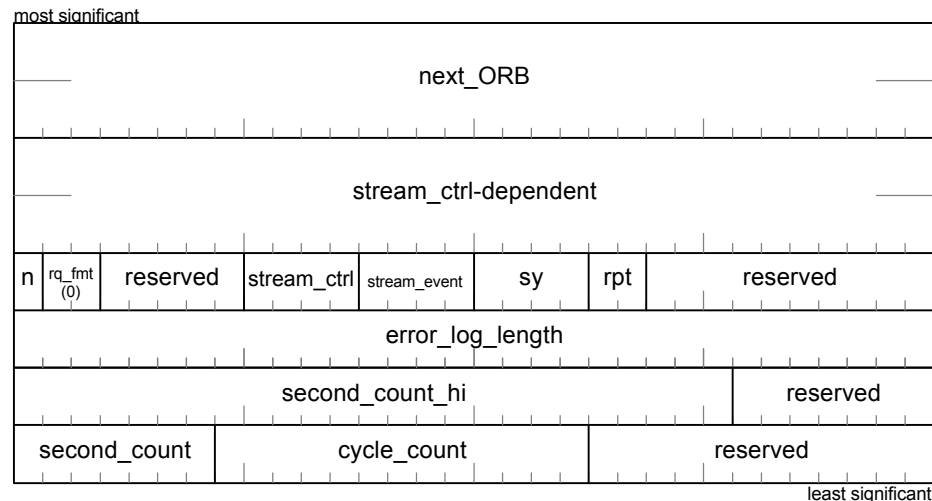 most significant
next_ORB
stream_ctrl-dependent
n rq_fmt (0) reserved stream_ctrl stream_event sy rpt reserved
error_log_length
second_count_hi reserved
second_count cycle_count reserved
least significant